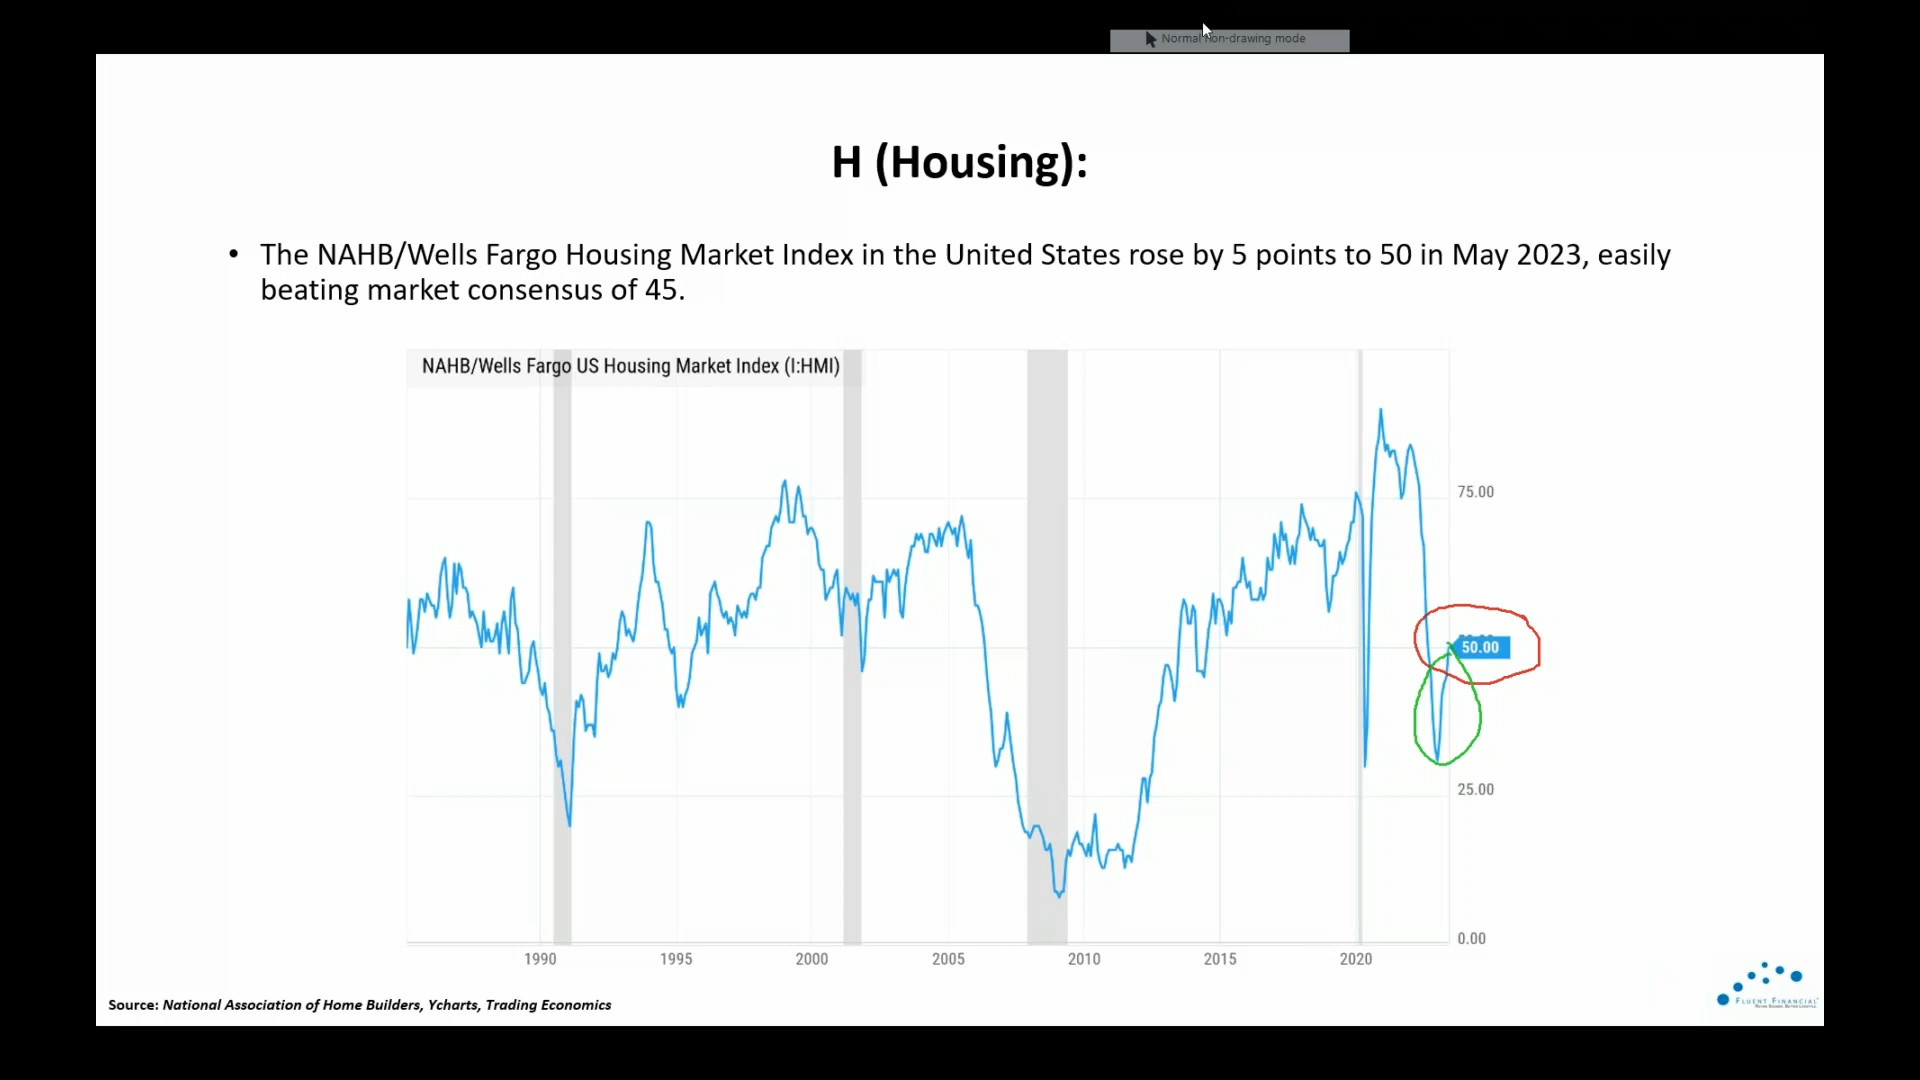 Normal non-drawing mode
H (Housing):
• The NAHB/Wells Fargo Housing Market Index in the United States rose by 5 points to 50 in May 2023, easily
beating market consensus of 45.
NAHB/Wells Fargo US Housing Market Index (I:HMI)
75.00
50.00
25.00
0.00
1990 1995 2000 2005 2010 2015 2020
Source: National Association of Home Builders, Ycharts, Trading Economics
FLUENT FINANCIAL